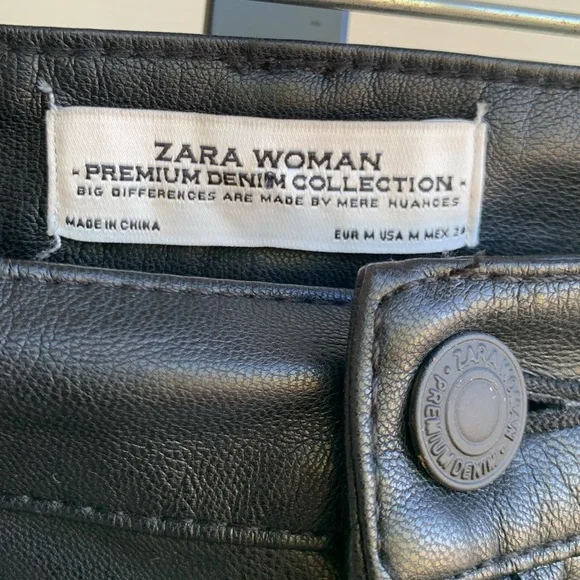 ZARA WOMAN
- PREMIUM DENIM COLLECTION -
BIG DIFFERENCES ARE MADE BY MERE NUANCES
MADE IN CHINA
EUR M USA M MEX
ZARA WOMAN
• PREMIUM DENIM •